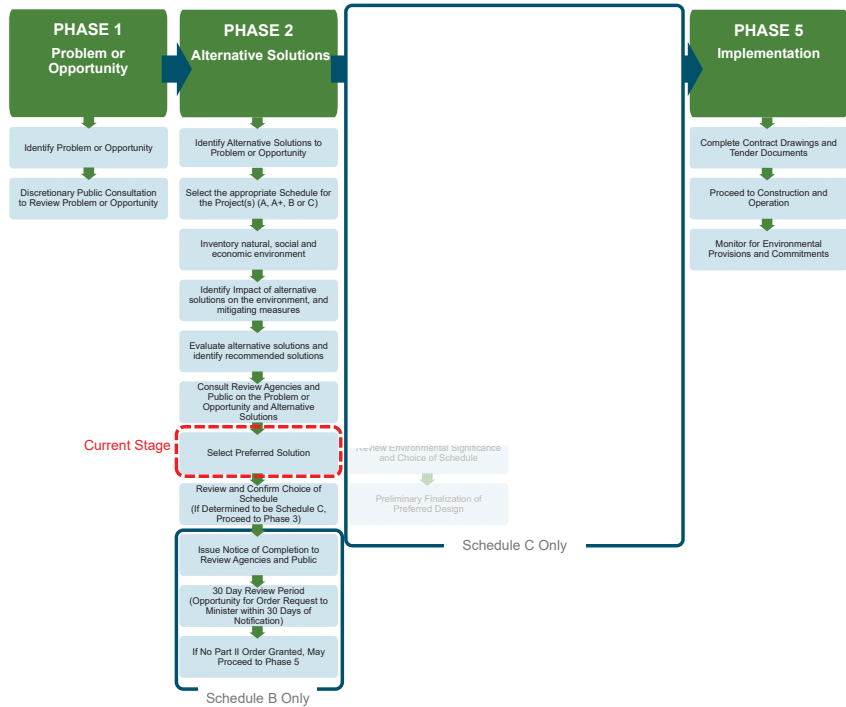 PHASE 1
Problem or
Opportunity
Identify Problem or Opportunity
Discretionary Public Consultation
to Review Problem or Opportunity
PHASE 2
Alternative Solutions
Identify Alternative Solutions to
Problem or Opportunity
Select the appropriate Schedule for
the Project(s) (A, A+, B or C)
Inventory natural, social and
economic environment
Identify Impact of alternative
solutions on the environment, and
mitigating measures
Evaluate alternative solutions and
identify recommended solutions
Consult Review Agencies and
Public on the Problem or
Opportunity and Alternative
Solutions
Current Stage
Select Preferred Solution
Review and Confirm Choice of
Schedule
(If Determined to be Schedule C,
Proceed to Phase 3)
Issue Notice of Completion to
Review Agencies and Public
30 Day Review Period
(Opportunity for Order Request to
Minister within 30 Days of
Notification)
If No Part II Order Granted, May
Proceed to Phase 5
Schedule B Only
Review Environmental Significance
and Choice of Schedule
Preliminary Finalization of
Preferred Design
Schedule C Only
PHASE 5
Implementation
Complete Contract Drawings and
Tender Documents
Proceed to Construction and
Operation
Monitor for Environmental
Provisions and Commitments